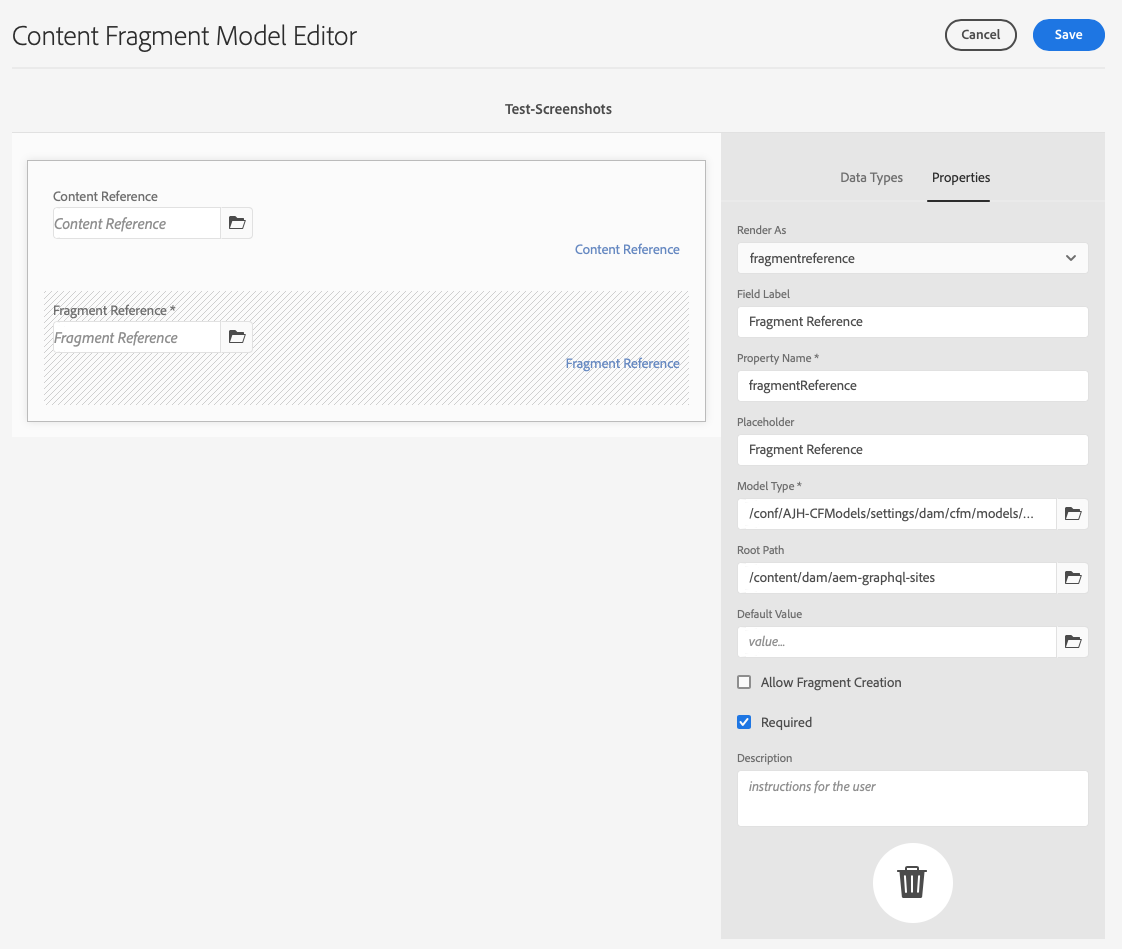 Content Fragment Model Editor
Cancel
Save
Test-Screenshots
Content Reference
Content Reference
Content Reference
Fragment Reference *
Fragment Reference
Fragment Reference
Data Types
Properties
Render As
fragmentreference
Field Label
Fragment Reference
Property Name *
fragmentReference
Placeholder
Fragment Reference
Model Type *
/conf/AJH-CFModels/settings/dam/cfm/models/...
Root Path
/content/dam/aem-graphql-sites
Default Value
value...
Allow Fragment Creation
Required
Description
instructions for the user